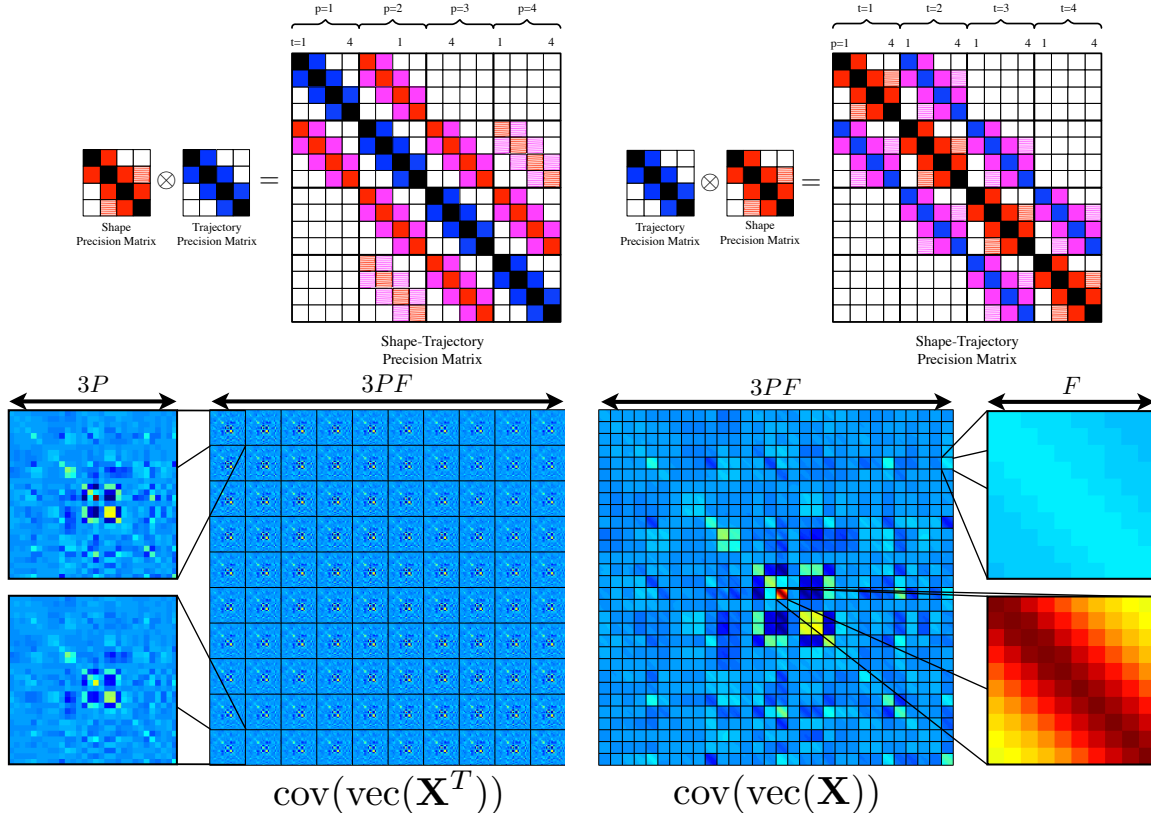 p=1 p=2 p=3 p=4
t=1 4 1 4 1 4
Shape
Precision Matrix
⊗
Trajectory
Precision Matrix
=
Shape-Trajectory
Precision Matrix
t=1 t=2 t=3 t=4
p=1 1 4 1 4 1 4
Trajectory
Precision Matrix
⊗
Shape
Precision Matrix
=
Shape-Trajectory
Precision Matrix
3P 3PF
3PF F
cov(vec(X^T))
cov(vec(X))